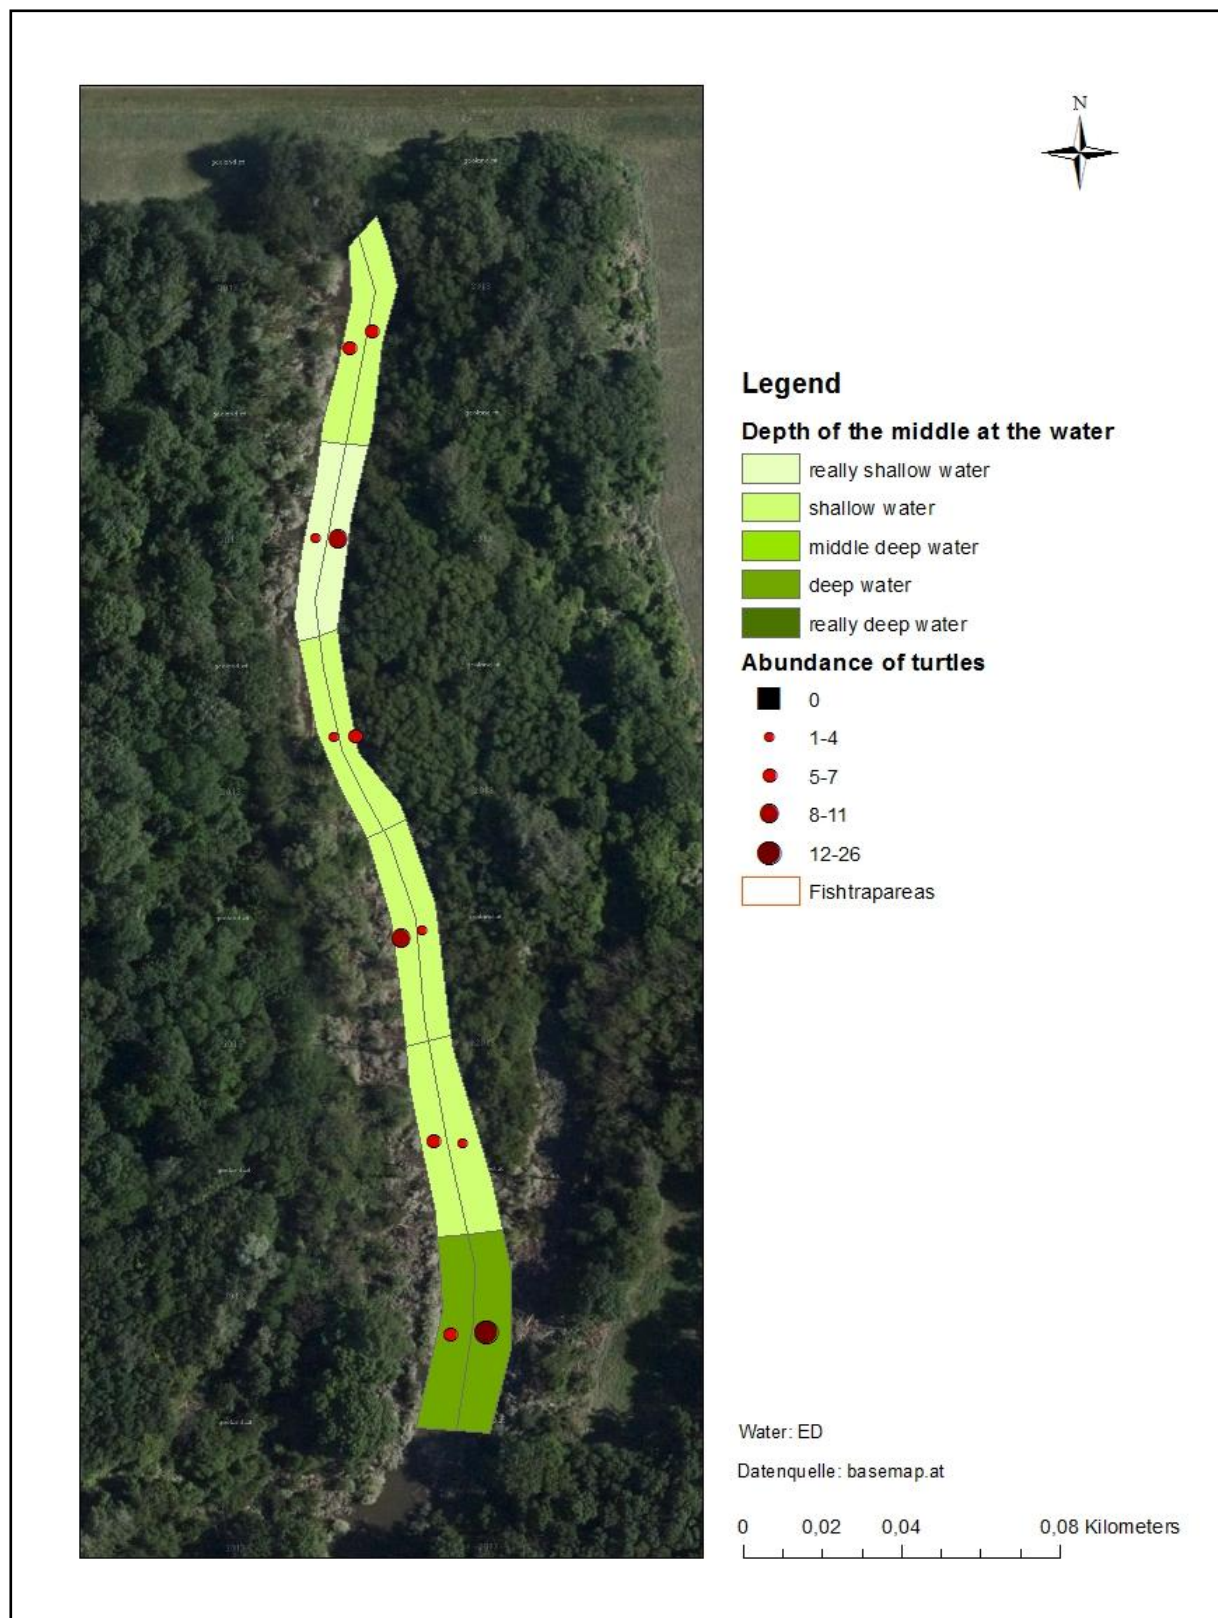 N
Legend
Depth of the middle at the water
really shallow water
shallow water
middle deep water
deep water
really deep water
Abundance of turtles
0
1-4
5-7
8-11
12-26
Fishtrapareas
Water: ED
Datenquelle: basemap.at
0 0,02 0,04 0,08 Kilometers